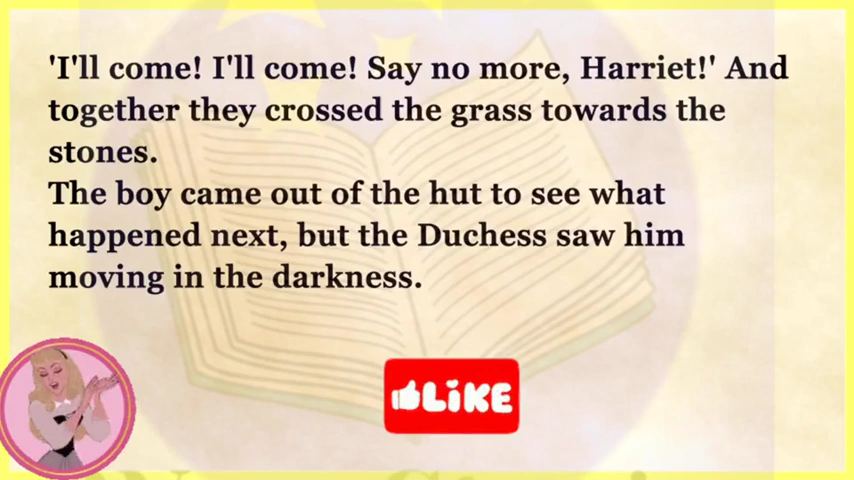 'I'll come! I'll come! Say no more, Harriet!' And
together they crossed the grass towards the
stones.
The boy came out of the hut to see what
happened next, but the Duchess saw him
moving in the darkness.
LIKE